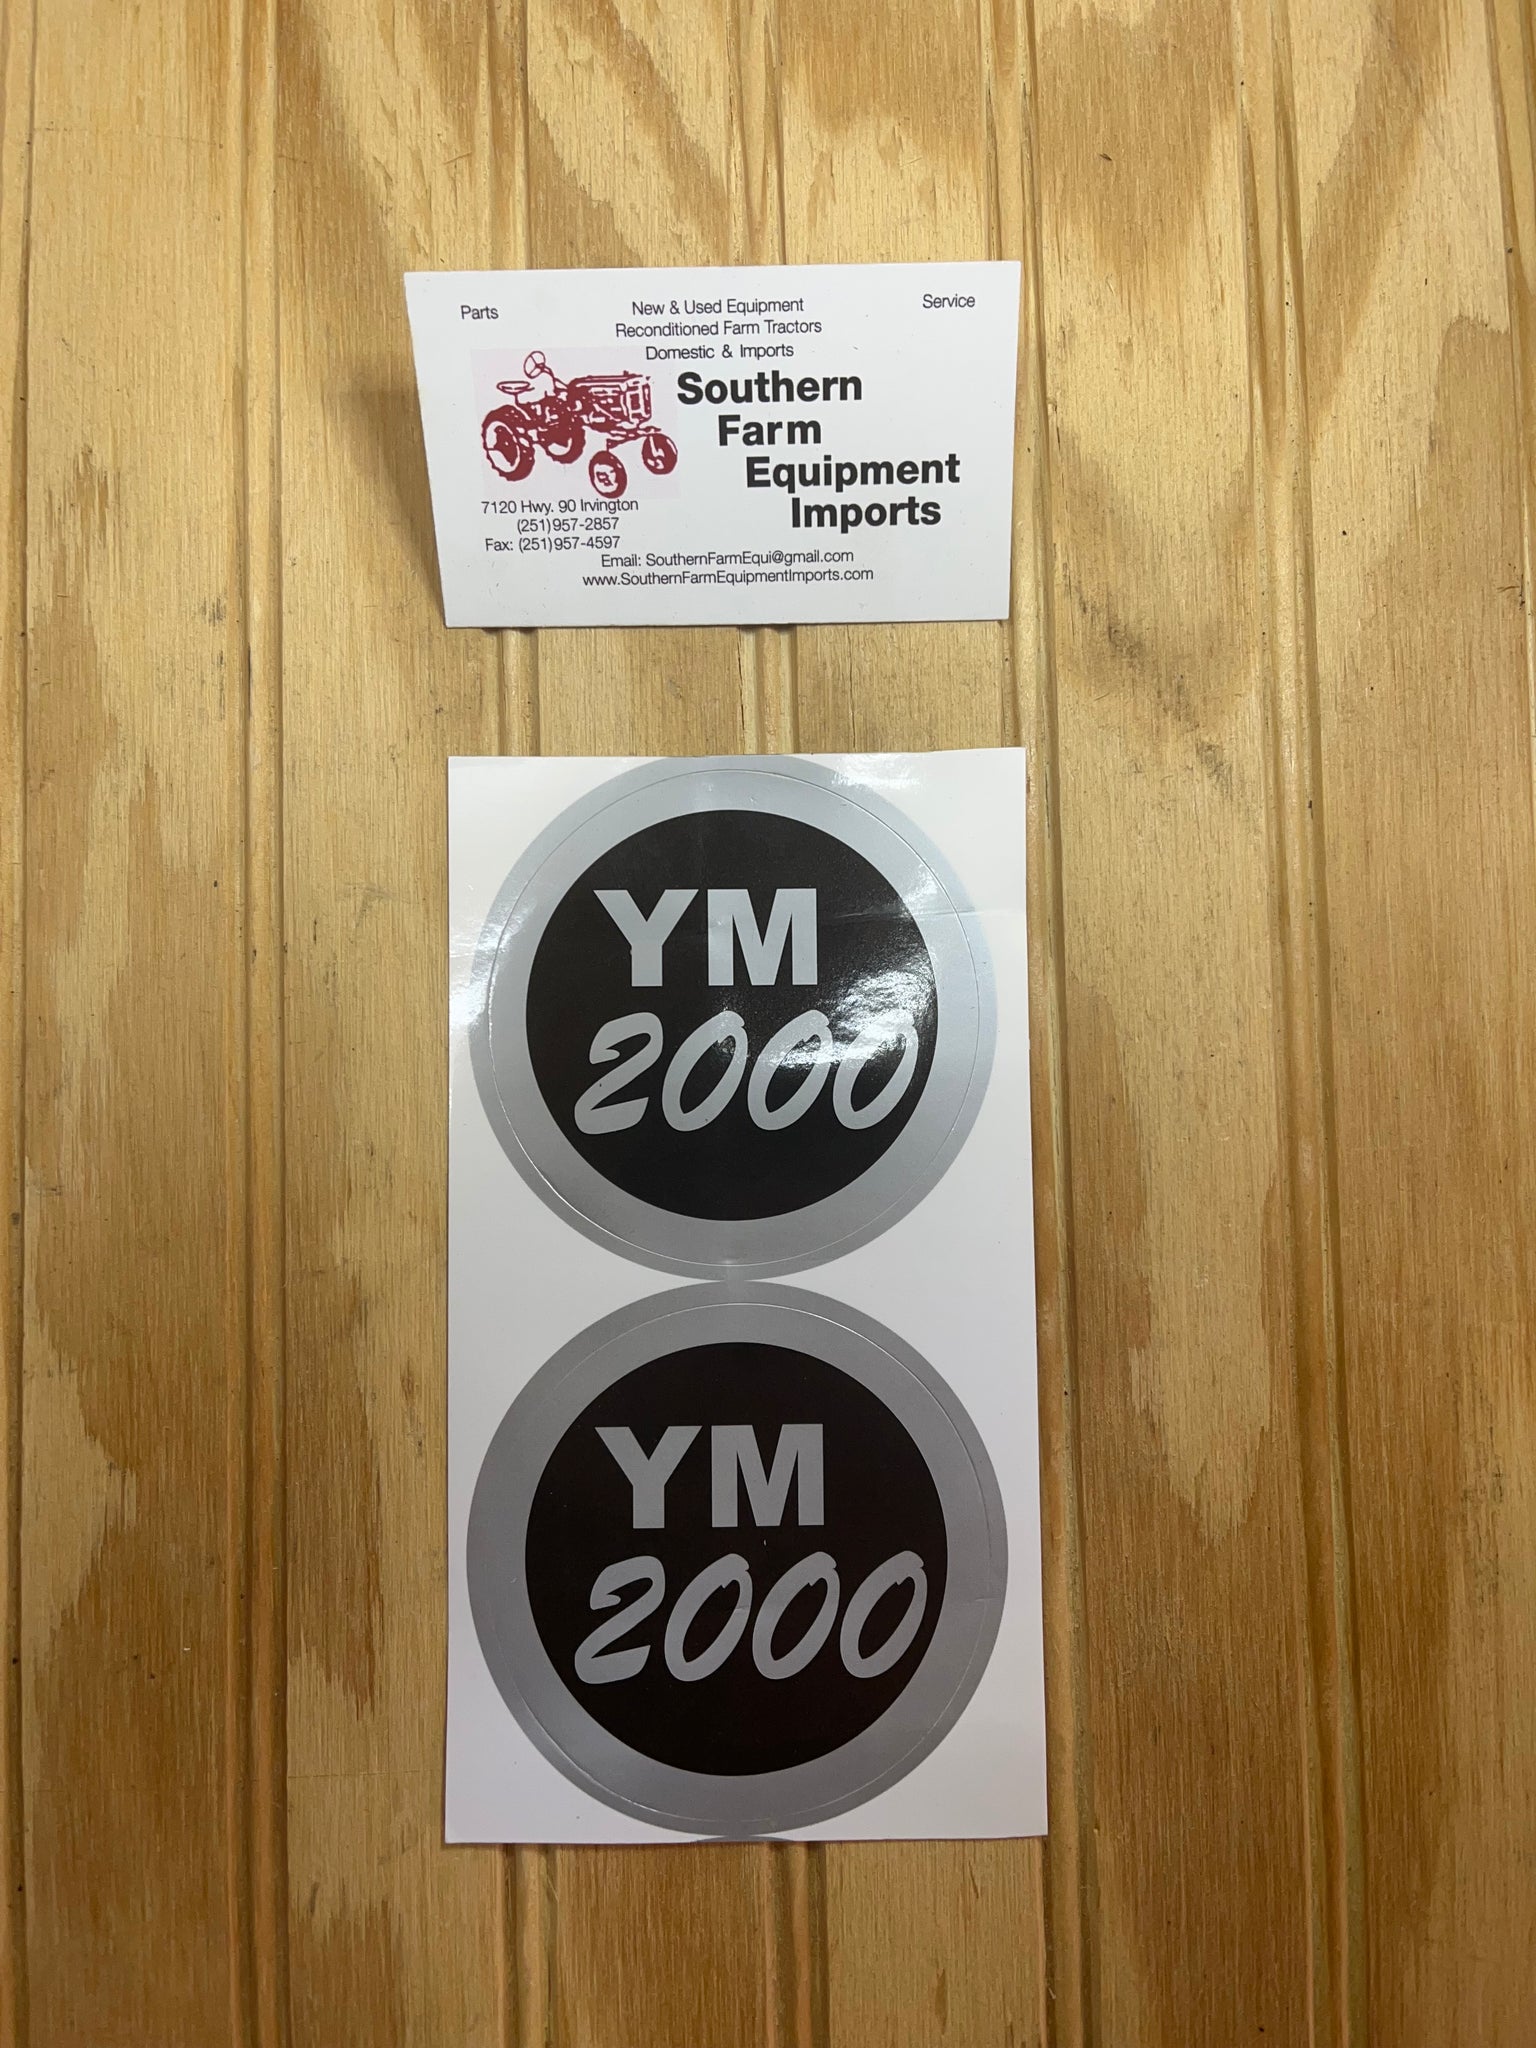 Parts
New & Used Equipment
Service
Reconditioned Farm Tractors
Domestic & Imports
Southern
Farm
Equipment
Imports
7120 Hwy. 90 Irvington
(251)957-2857
Fax: (251)957-4597
Email: SouthernFarmEqui@gmail.com
www.SouthernFarmEquipmentImports.com
YM
2000
YM
2000